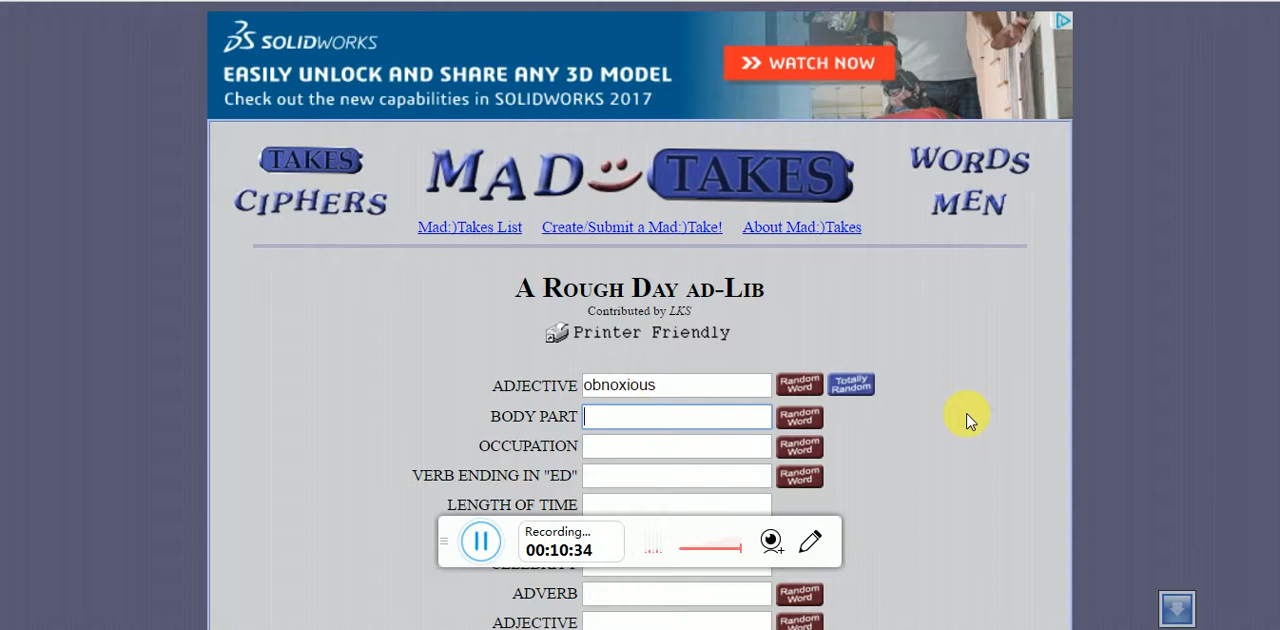 3S SOLIDWORKS
EASILY UNLOCK AND SHARE ANY 3D MODEL
Check out the new capabilities in SOLIDWORKS 2017
>> WATCH NOW
TAKES
CIPHERS
MAD:)TAKES
WORDS
MEN
Mad:)Takes List Create/Submit a Mad:)Take! About Mad:)Takes
A ROUGH DAY AD-LIB
Contributed by LKS
Printer Friendly
ADJECTIVE obnoxious Random Word Totally Random
BODY PART Random Word
OCCUPATION Random Word
VERB ENDING IN "ED" Random Word
LENGTH OF TIME
Recording...
00:10:34
ADVERB Random Word
ADJECTIVE Random Word